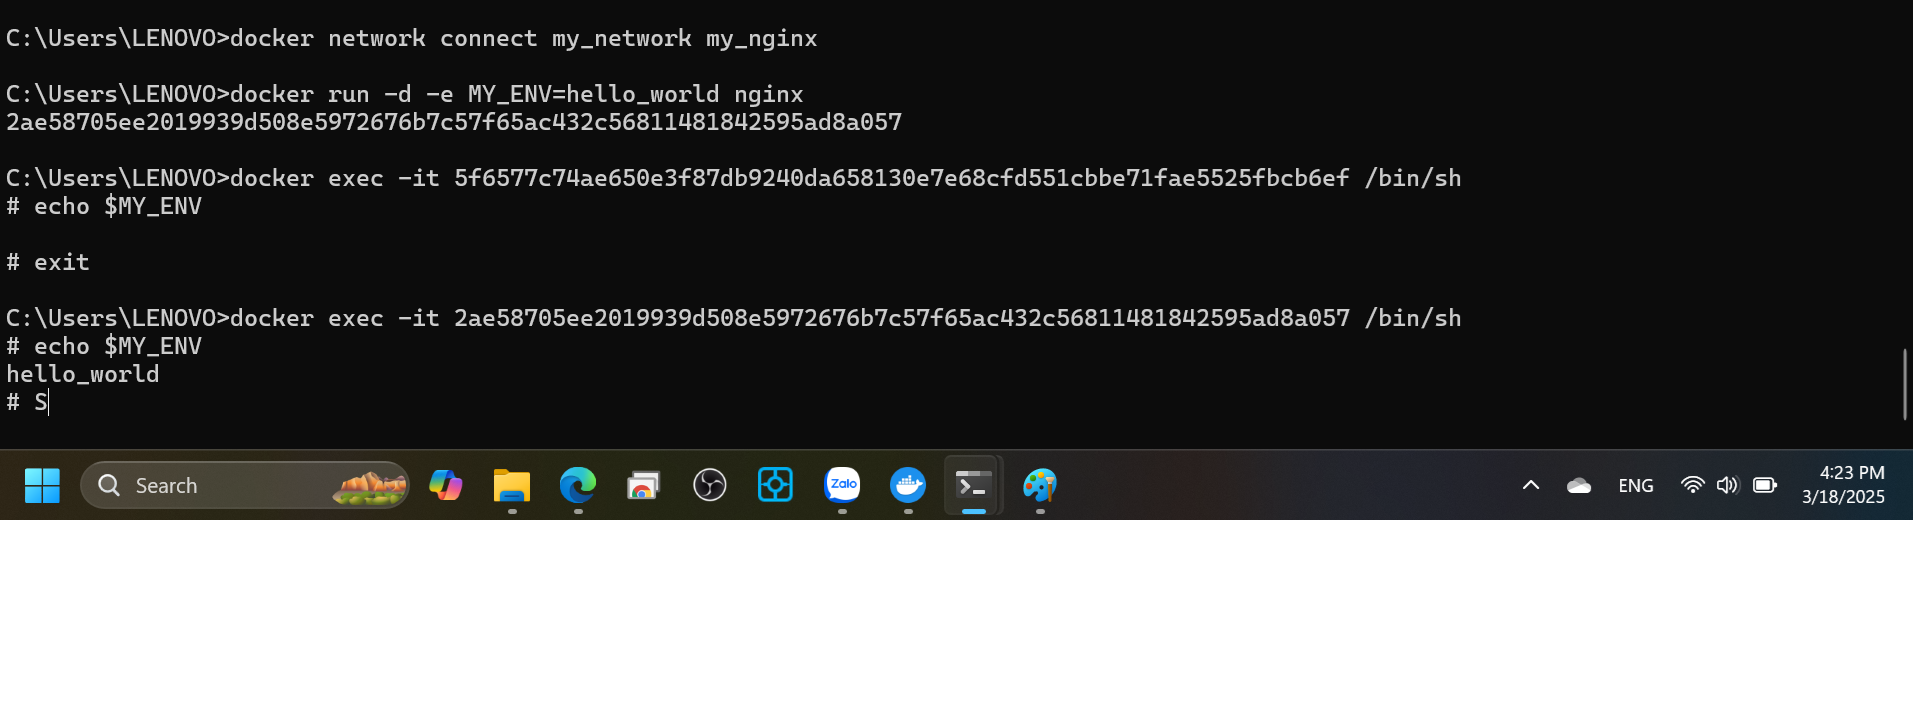 C:\Users\LENOVO>docker network connect my_network my_nginx
C:\Users\LENOVO>docker run -d -e MY_ENV=hello_world nginx
2ae58705ee2019939d508e5972676b7c57f65ac432c56811481842595ad8a057
C:\Users\LENOVO>docker exec -it 5f6577c74ae650e3f87db9240da658130e7e68cfd551cbbe71fae5525fbcb6ef /bin/sh
# echo $MY_ENV
# exit
C:\Users\LENOVO>docker exec -it 2ae58705ee2019939d508e5972676b7c57f65ac432c56811481842595ad8a057 /bin/sh
# echo $MY_ENV
hello_world
# S
Search
Zalo
ENG
4:23 PM
3/18/2025